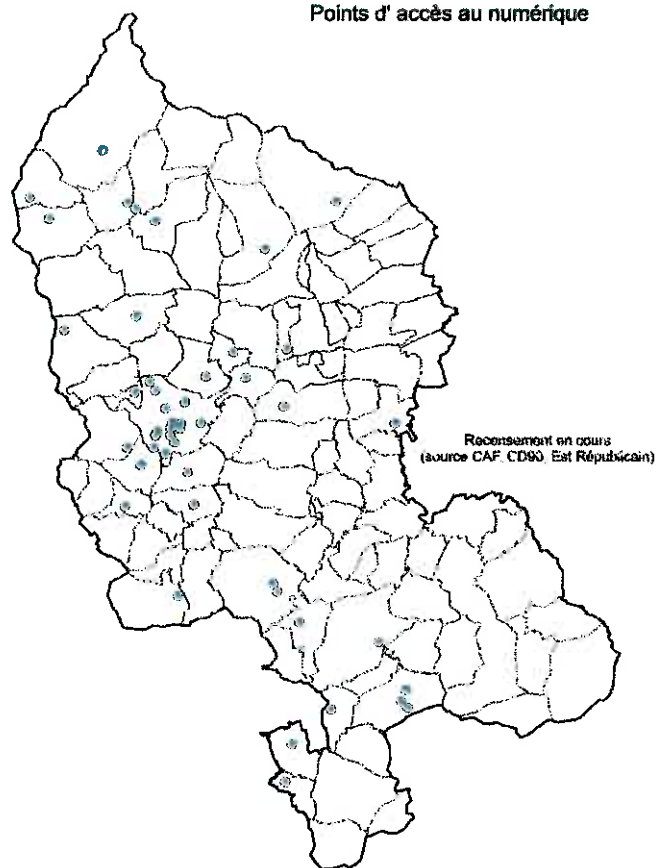 Points d' accès au numérique
Recensement en cours
(source CAF, CD90, Est Républicain)